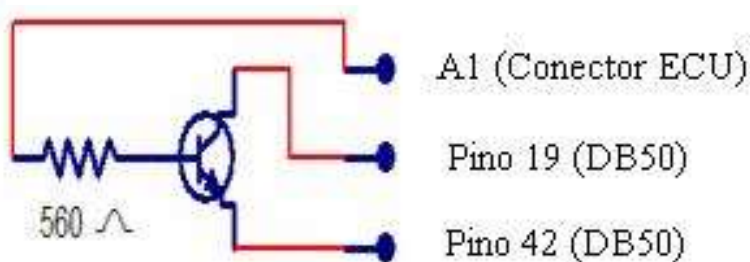 A1 (Conector ECU)
Pino 19 (DB50)
560
Pino 42 (DB50)